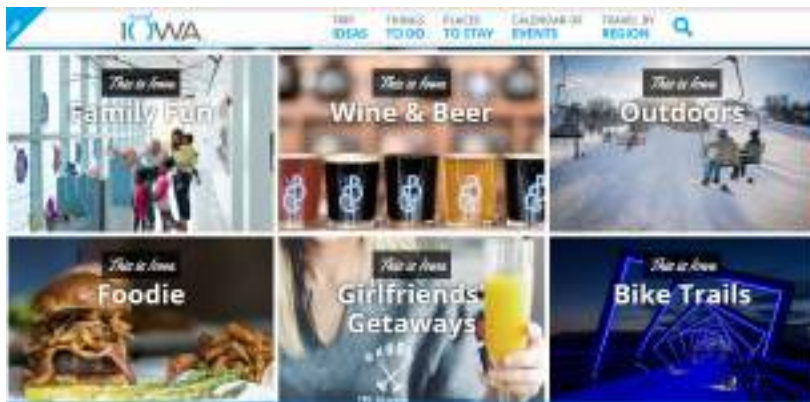 IOWA
TRIP IDEAS
THINGS TO DO
PLACES TO STAY
CALENDAR OF EVENTS
TRAVEL BY REGION
This is Iowa
Family Fun
This is Iowa
Wine & Beer
This is Iowa
Outdoors
This is Iowa
Foodie
This is Iowa
Girlfriends'
Getaways
This is Iowa
Bike Trails